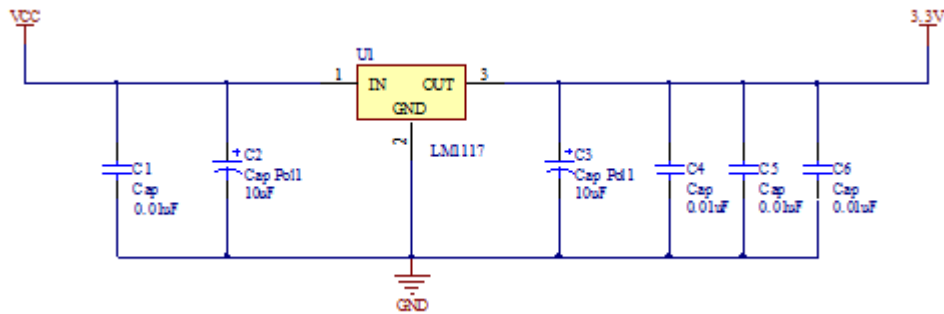 VCC
3.3V
U1
1
IN
OUT
3
GND
2
LM1117
C1
Cap
0.01uF
C2
Cap Pol1
10uF
C3
Cap Pol1
10uF
C4
Cap
0.01uF
C5
Cap
0.01uF
C6
Cap
0.01uF
GND